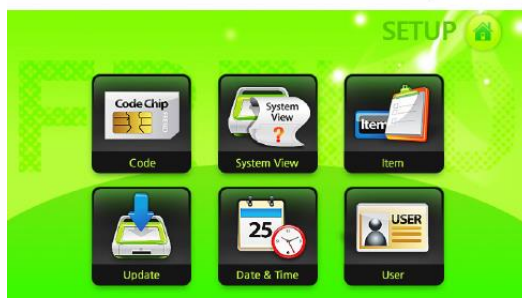 SETUP
Code Chip
Code
System
View
?
System View
Item
Item
Update
25
Date & Time
USER
User